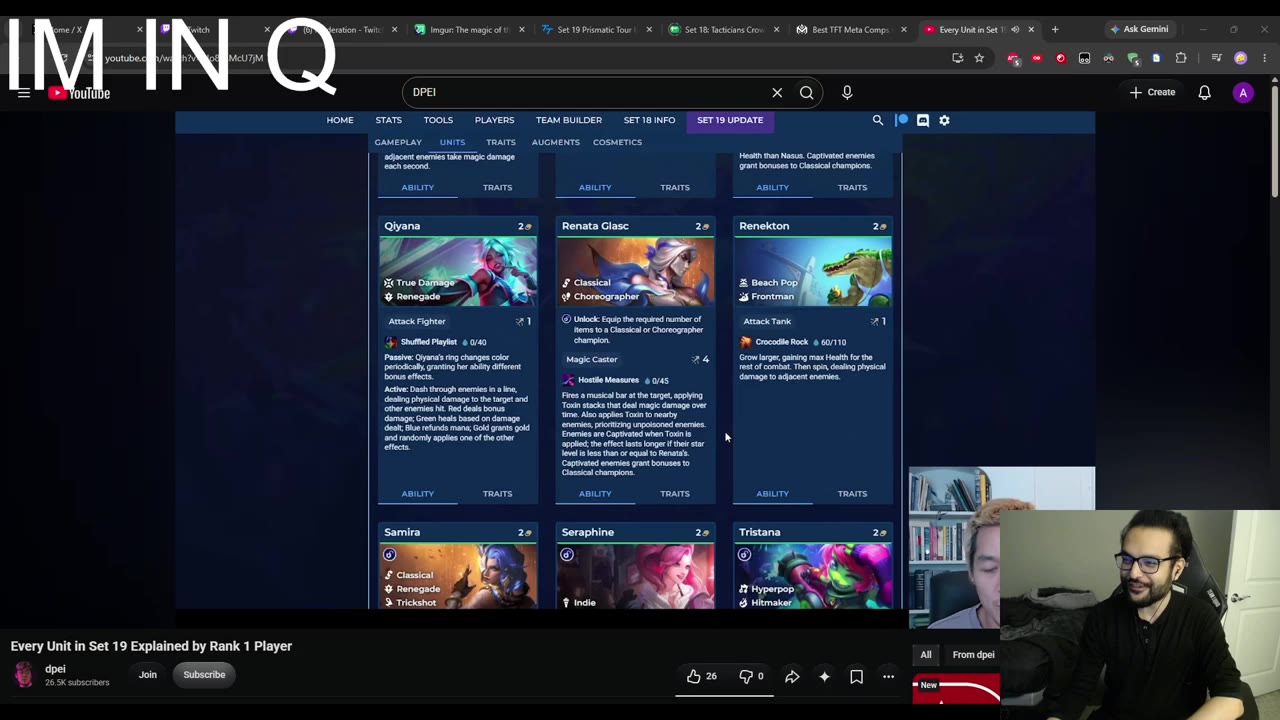 IM IN Q
ome / X
Twitch
Imgur: The magic of th
Set 19 Prismatic Tour
Set 18: Tacticians Crow
Best TFT Meta Comps
Every Unit in Set 1
Ask Gemini
YouTube
DPEI
Create
A
HOME
STATS
TOOLS
PLAYERS
TEAM BUILDER
SET 18 INFO
SET 19 UPDATE
GAMEPLAY
UNITS
TRAITS
AUGMENTS
COSMETICS
adjacent enemies take magic damage
each second.
Health than Nasus. Captivated enemies
grant bonuses to Classical champions.
ABILITY TRAITS
ABILITY TRAITS
ABILITY TRAITS
Qiyana 2
True Damage
Renegade
Attack Fighter 1
Shuffled Playlist 0/40
Passive: Qiyana's ring changes color
periodically, granting her ability different
bonus effects.
Active: Dash through enemies in a line,
dealing physical damage to the target and
other enemies hit. Red deals bonus
damage; Green heals based on damage
dealt; Blue refunds mana; Gold grants gold
and randomly applies one of the other
effects.
ABILITY TRAITS
Renata Glasc 2
Classical
Choreographer
Unlock: Equip the required number of
items to a Classical or Choreographer
champion.
Magic Caster 4
Hostile Measures 0/45
Fires a musical bar at the target, applying
Toxin stacks that deal magic damage over
time. Also applies Toxin to nearby
enemies, prioritizing unpoisoned enemies.
Enemies are Captivated when Toxin is
applied; the effect lasts longer if their star
level is less than or equal to Renata's.
Captivated enemies grant bonuses to
Classical champions.
ABILITY TRAITS
Renekton 2
Beach Pop
Frontman
Attack Tank 1
Crocodile Rock 60/110
Grow larger, gaining max Health for the
rest of combat. Then spin, dealing physical
damage to adjacent enemies.
ABILITY TRAITS
Samira 2
Classical
Renegade
Trickshot
Seraphine 2
Indie
Tristana 2
Hyperpop
Hitmaker
Every Unit in Set 19 Explained by Rank 1 Player
dpei
26.5K subscribers
Join
Subscribe
26
0
All
From dpei
New